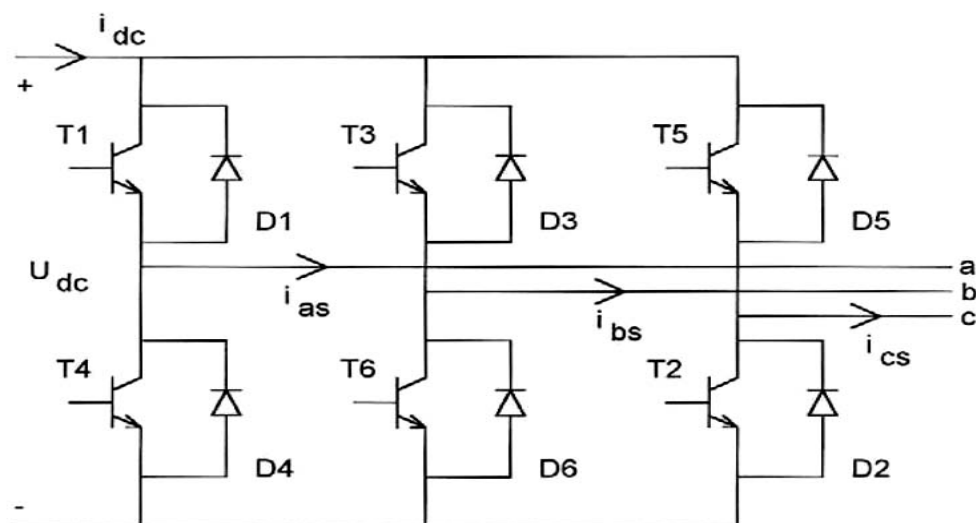 i dc
+
T1
T3
T5
D1
D3
D5
U dc
a
i as
b
i bs
c
i cs
T4
T6
T2
D4
D6
D2
-